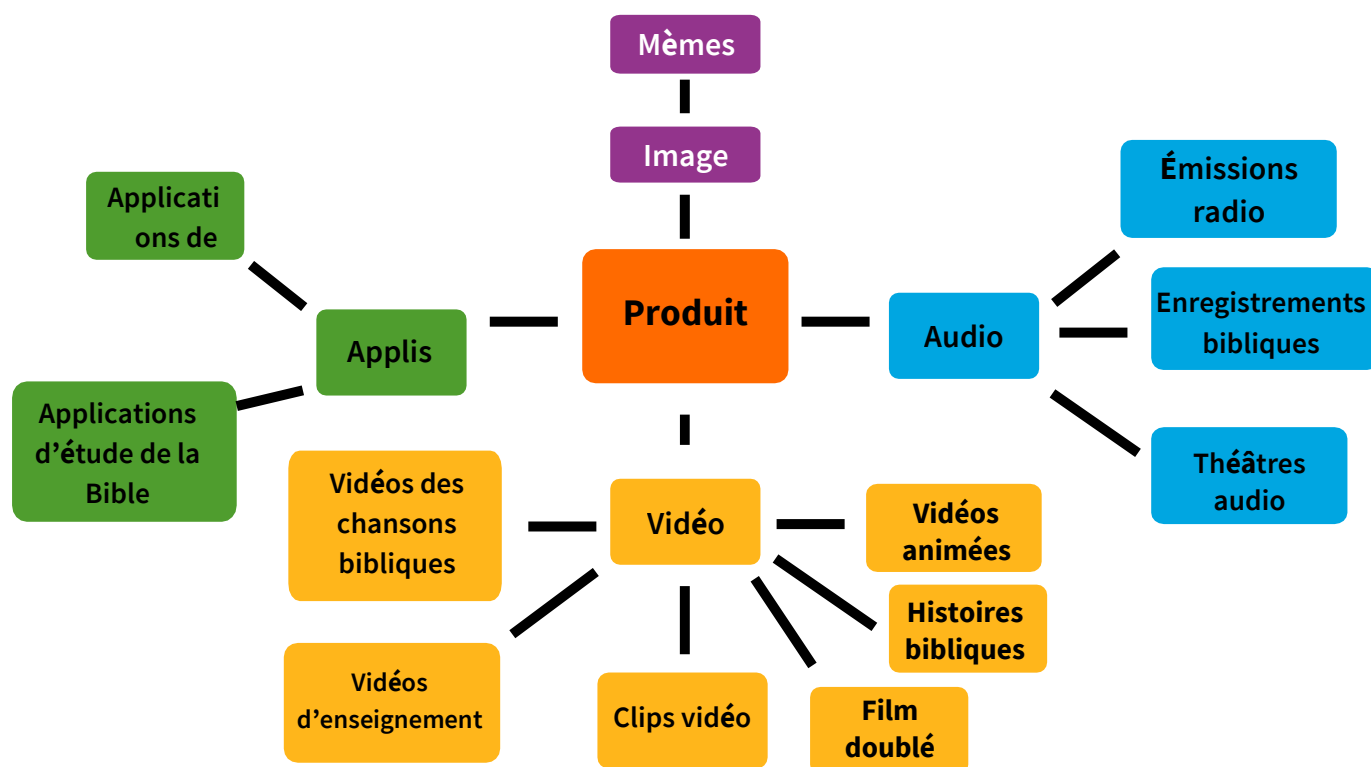 Mèmes
Image
Applicati
ons de
Applis
Applications
d’étude de la
Bible
Produit
Audio
Émissions
radio
Enregistrements
bibliques
Théâtres
audio
Vidéo
Vidéos des
chansons
bibliques
Vidéos
d’enseignement
Clips vidéo
Film
doublé
Histoires
bibliques
Vidéos
animées